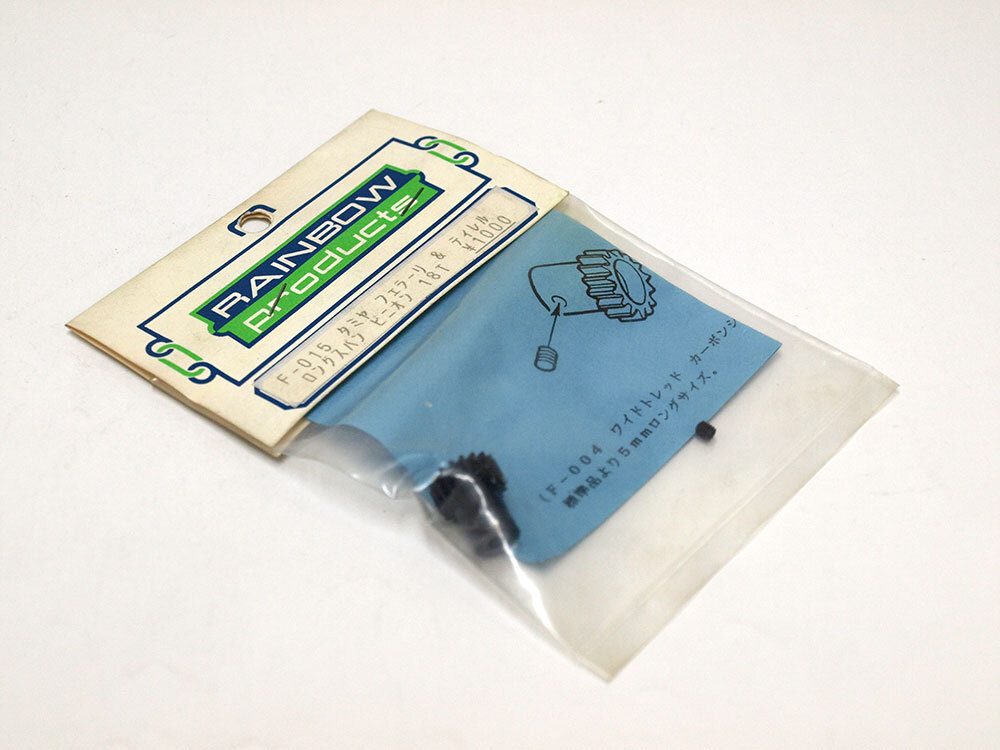 RAINBOW
products
F-015 タミヤ フェラーリ & ティレル
ロングスパン ピニオン 18T ¥1000
(F-004 ワイドトレッド カーボンシ
標準品より5mmロングサイズ。